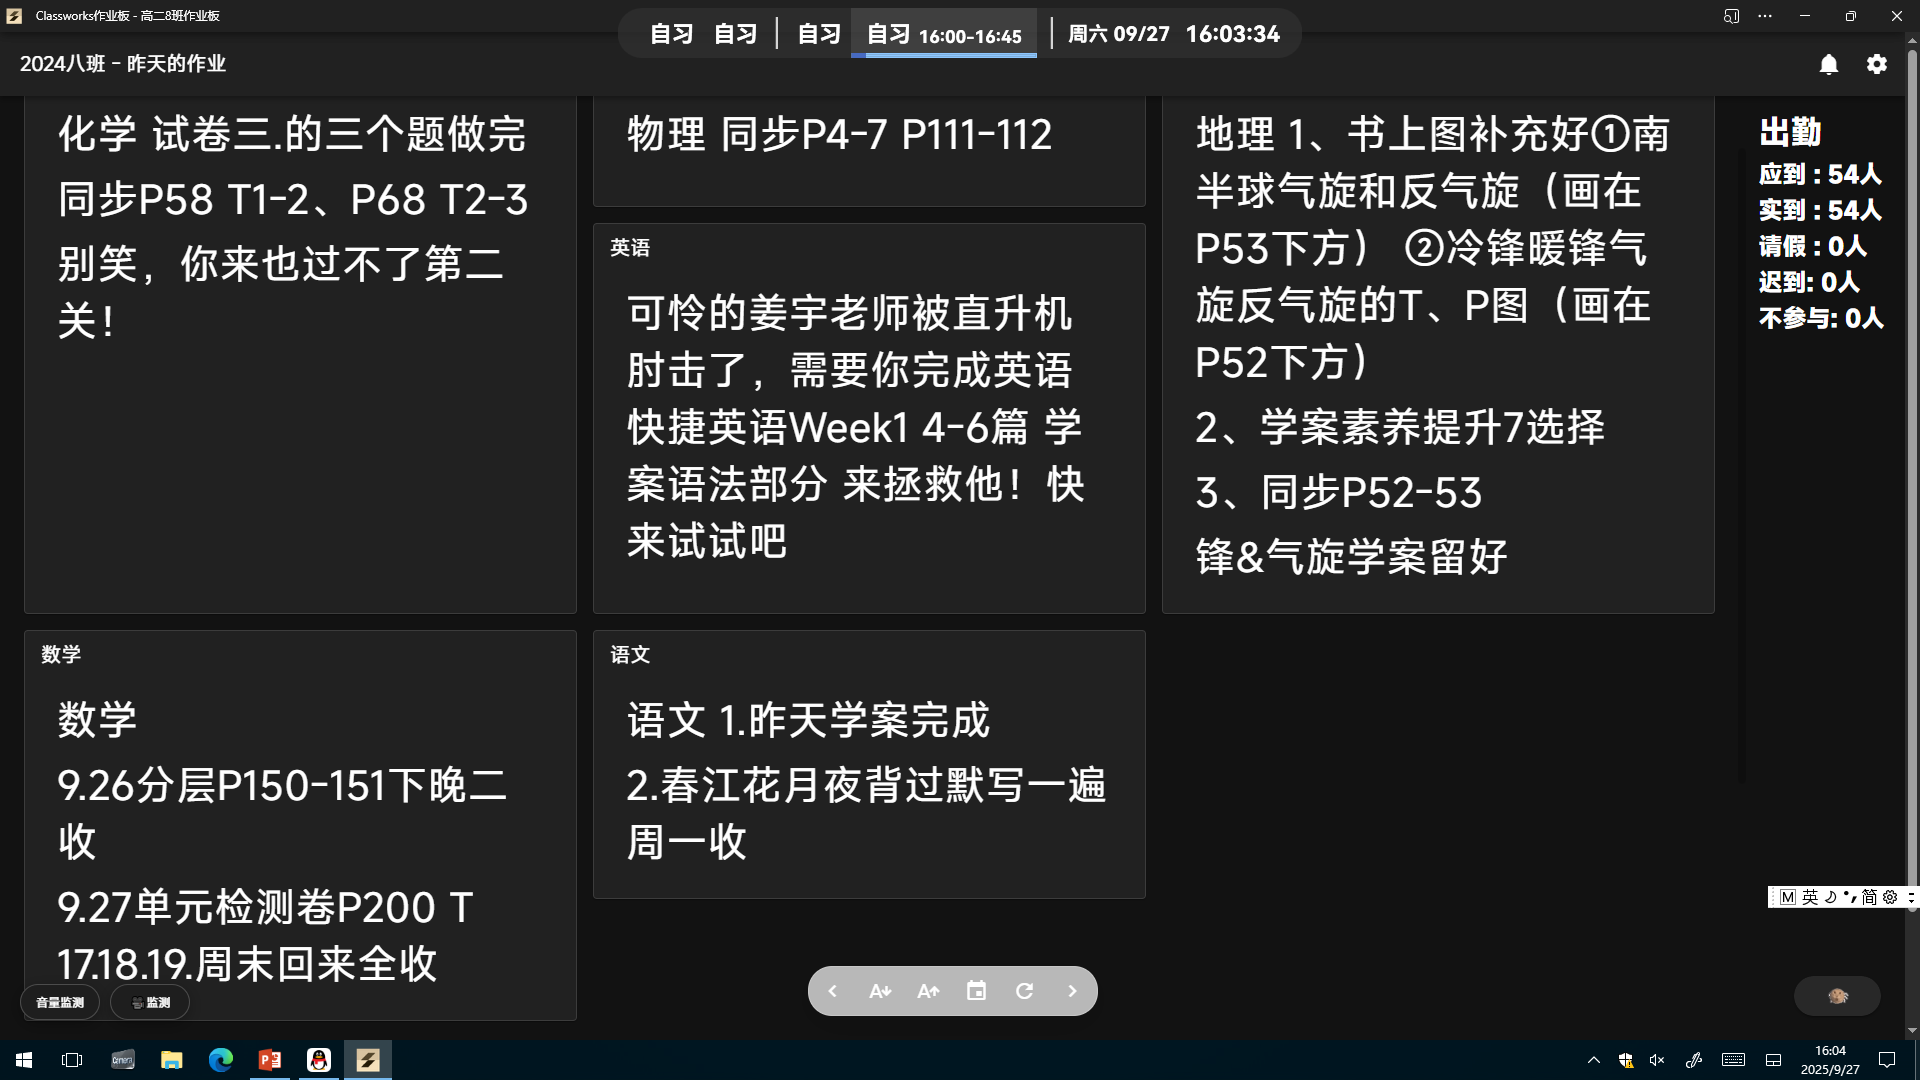 Classworks作业板 - 高二8班作业板
自习 自习 自习 自习 16:00-16:45 周六 09/27 16:03:34
2024八班 - 昨天的作业
化学 试卷三.的三个题做完
同步P58 T1-2、P68 T2-3
别笑，你来也过不了第二
关！
物理 同步P4-7 P111-112
英语
可怜的姜宇老师被直升机
肘击了，需要你完成英语
快捷英语Week1 4-6篇 学
案语法部分 来拯救他！快
来试试吧
地理 1、书上图补充好①南
半球气旋和反气旋（画在
P53下方） ②冷锋暖锋气
旋反气旋的T、P图（画在
P52下方）
2、学案素养提升7选择
3、同步P52-53
锋&气旋学案留好
出勤
应到 : 54人
实到 : 54人
请假 : 0人
迟到: 0人
不参与: 0人
数学
数学
9.26分层P150-151下晚二
收
9.27单元检测卷P200 T
17.18.19.周末回来全收
语文
语文 1.昨天学案完成
2.春江花月夜背过默写一遍
周一收
音量监测
监测
M 英 简
16:04
2025/9/27